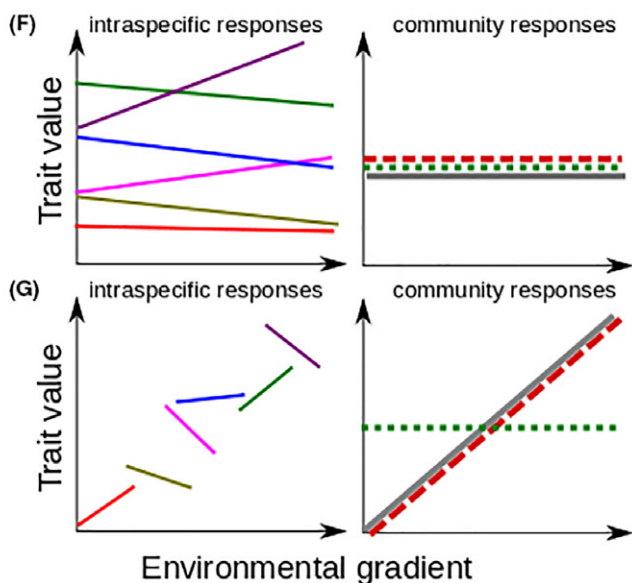 (F)
intraspecific responses
community responses
Trait value
(G)
intraspecific responses
community responses
Trait value
Environmental gradient